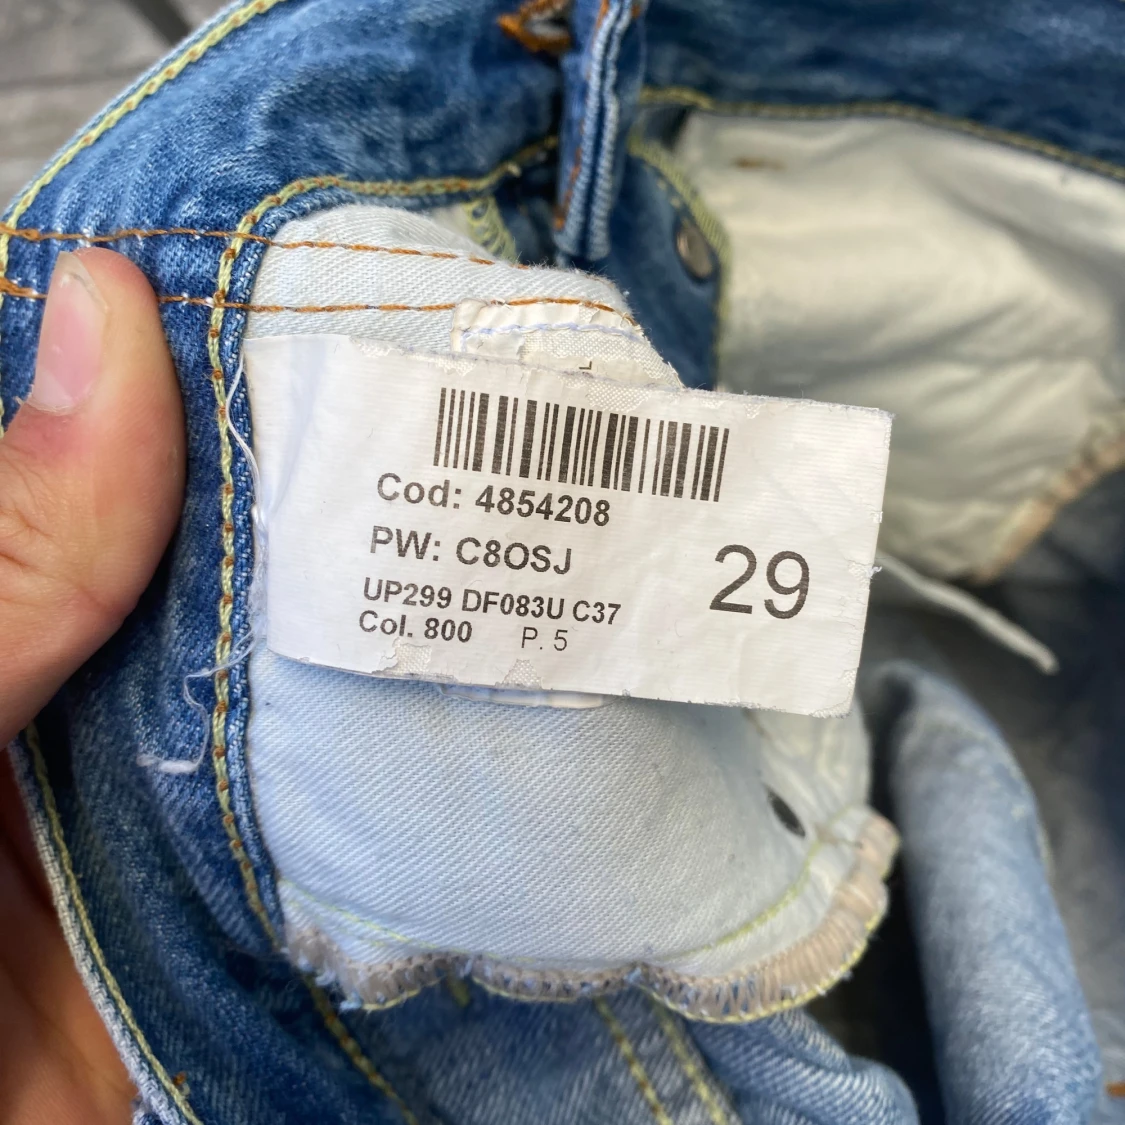 Cod: 4854208
PW: C8OSJ
29
UP299 DF083U C37
Col. 800 P. 5